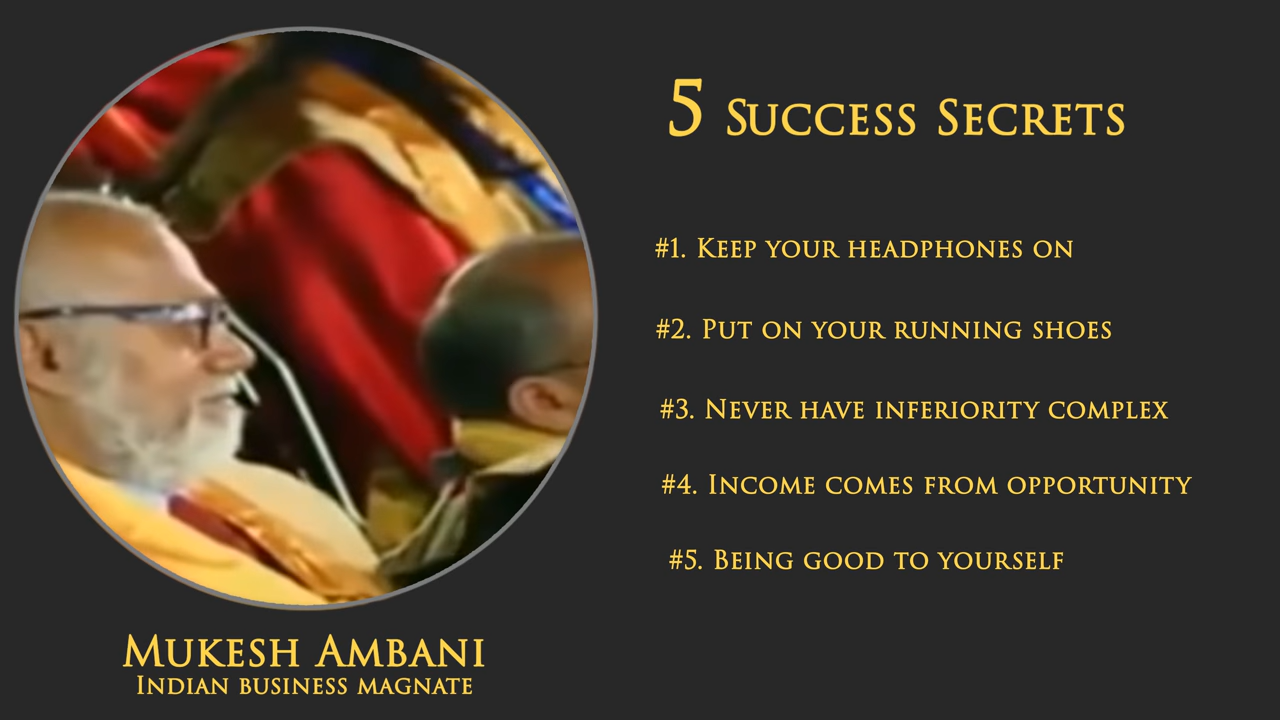 5 Success Secrets
#1. Keep your headphones on
#2. Put on your running shoes
#3. Never have inferiority complex
#4. Income comes from opportunity
#5. Being good to yourself
Mukesh Ambani
Indian business magnate